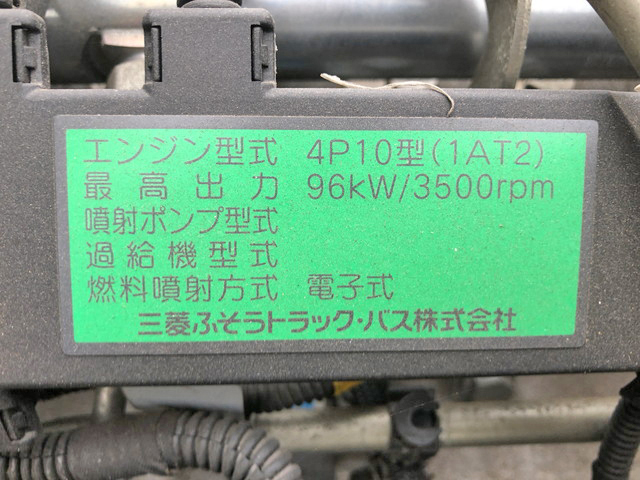 エンジン型式 4P10型(1AT2)
最高出力 96kW/3500rpm
噴射ポンプ型式
過給機型式
燃料噴射方式 電子式
三菱ふそうトラック・バス株式会社